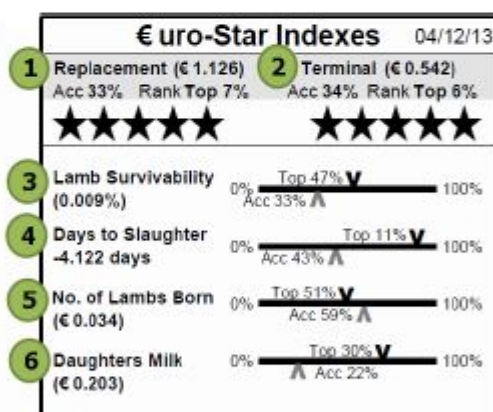 €uro-Star Indexes 04/12/13
1 Replacement (€1.126) 2 Terminal (€0.542)
Acc 33% Rank Top 7% Acc 34% Rank Top 6%
3 Lamb Survivability Top 47%
0% 100%
(0.009%) Acc 33%
4 Days to Slaughter Top 11%
0% 100%
-4.122 days Acc 43%
5 No. of Lambs Born Top 51%
0% 100%
(€0.034) Acc 59%
6 Daughters Milk Top 30%
0% 100%
(€0.203) Acc 22%